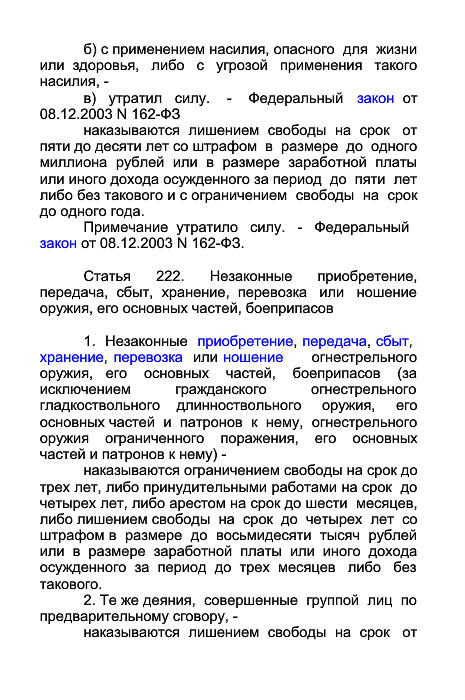 б) с применением насилия, опасного для жизни
или здоровья, либо с угрозой применения такого
насилия, -
в) утратил силу. - Федеральный закон от
08.12.2003 N 162-ФЗ
наказываются лишением свободы на срок от
пяти до десяти лет со штрафом в размере до одного
миллиона рублей или в размере заработной платы
или иного дохода осужденного за период до пяти лет
либо без такового и с ограничением свободы на срок
до одного года.
Примечание утратило силу. - Федеральный
закон от 08.12.2003 N 162-ФЗ.
Статья 222. Незаконные приобретение,
передача, сбыт, хранение, перевозка или ношение
оружия, его основных частей, боеприпасов
1. Незаконные приобретение, передача, сбыт,
хранение, перевозка или ношение огнестрельного
оружия, его основных частей, боеприпасов (за
исключением гражданского огнестрельного
гладкоствольного длинноствольного оружия, его
основных частей и патронов к нему, огнестрельного
оружия ограниченного поражения, его основных
частей и патронов к нему) -
наказываются ограничением свободы на срок до
трех лет, либо принудительными работами на срок до
четырех лет, либо арестом на срок до шести месяцев,
либо лишением свободы на срок до четырех лет со
штрафом в размере до восьмидесяти тысяч рублей
или в размере заработной платы или иного дохода
осужденного за период до трех месяцев либо без
такового.
2. Те же деяния, совершенные группой лиц по
предварительному сговору, -
наказываются лишением свободы на срок от